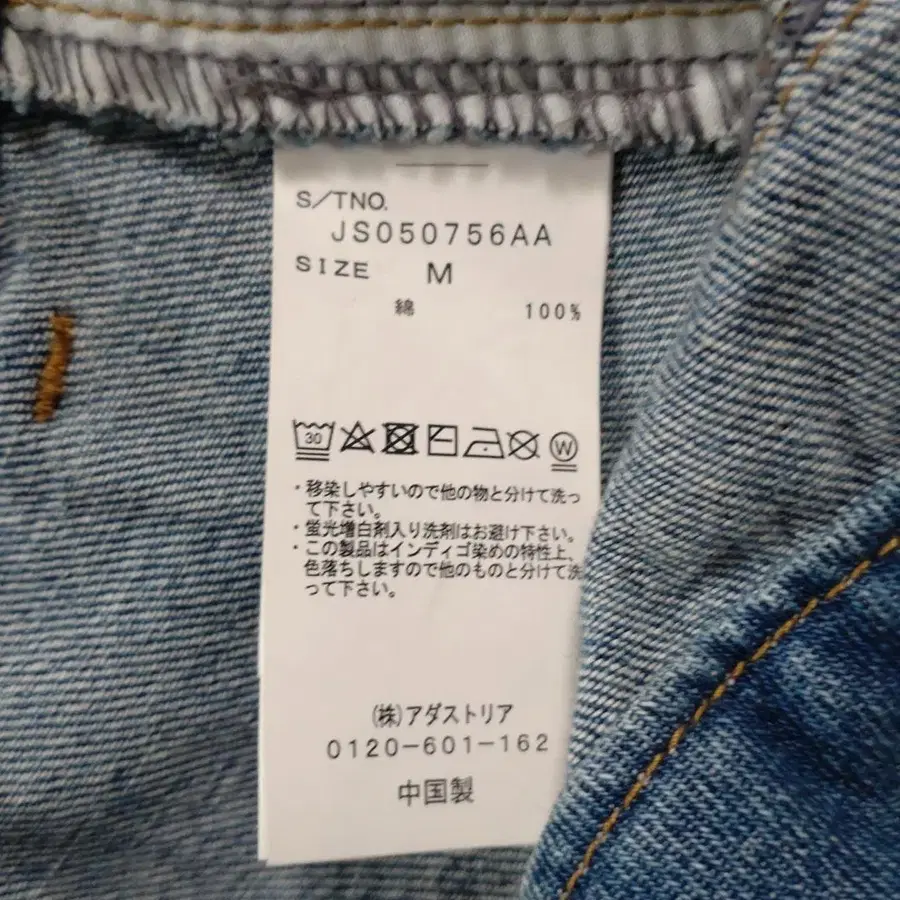 S/TNO.
JS050756AA
SIZE M
綿 100%
30
W
・移染しやすいので他の物と分けて洗っ
て下さい。
・蛍光増白剤入り洗剤はお避け下さい。
・この製品はインディゴ染めの特性上、
色落ちしますので他のものと分けて洗
って下さい。
(株)アダストリア
0120-601-162
中国製